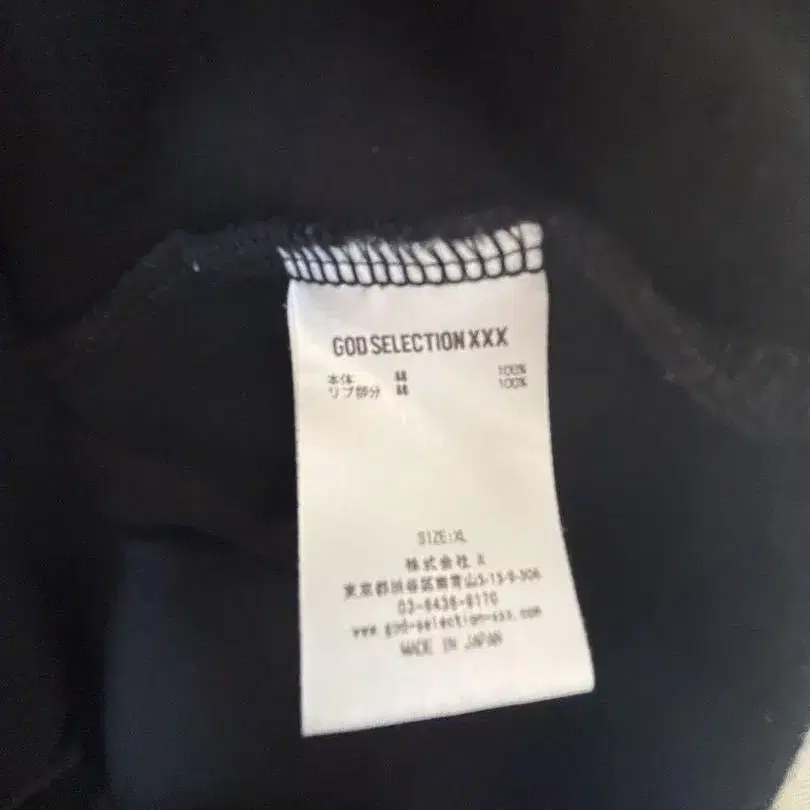 GOD SELECTION XXX
本体 綿 100%
リブ部分 綿 100%
SIZE:XL
株式会社 X
東京都渋谷区南青山5-15-9-306
03-6438-9170
www.god-selection-xxx.com
MADE IN JAPAN